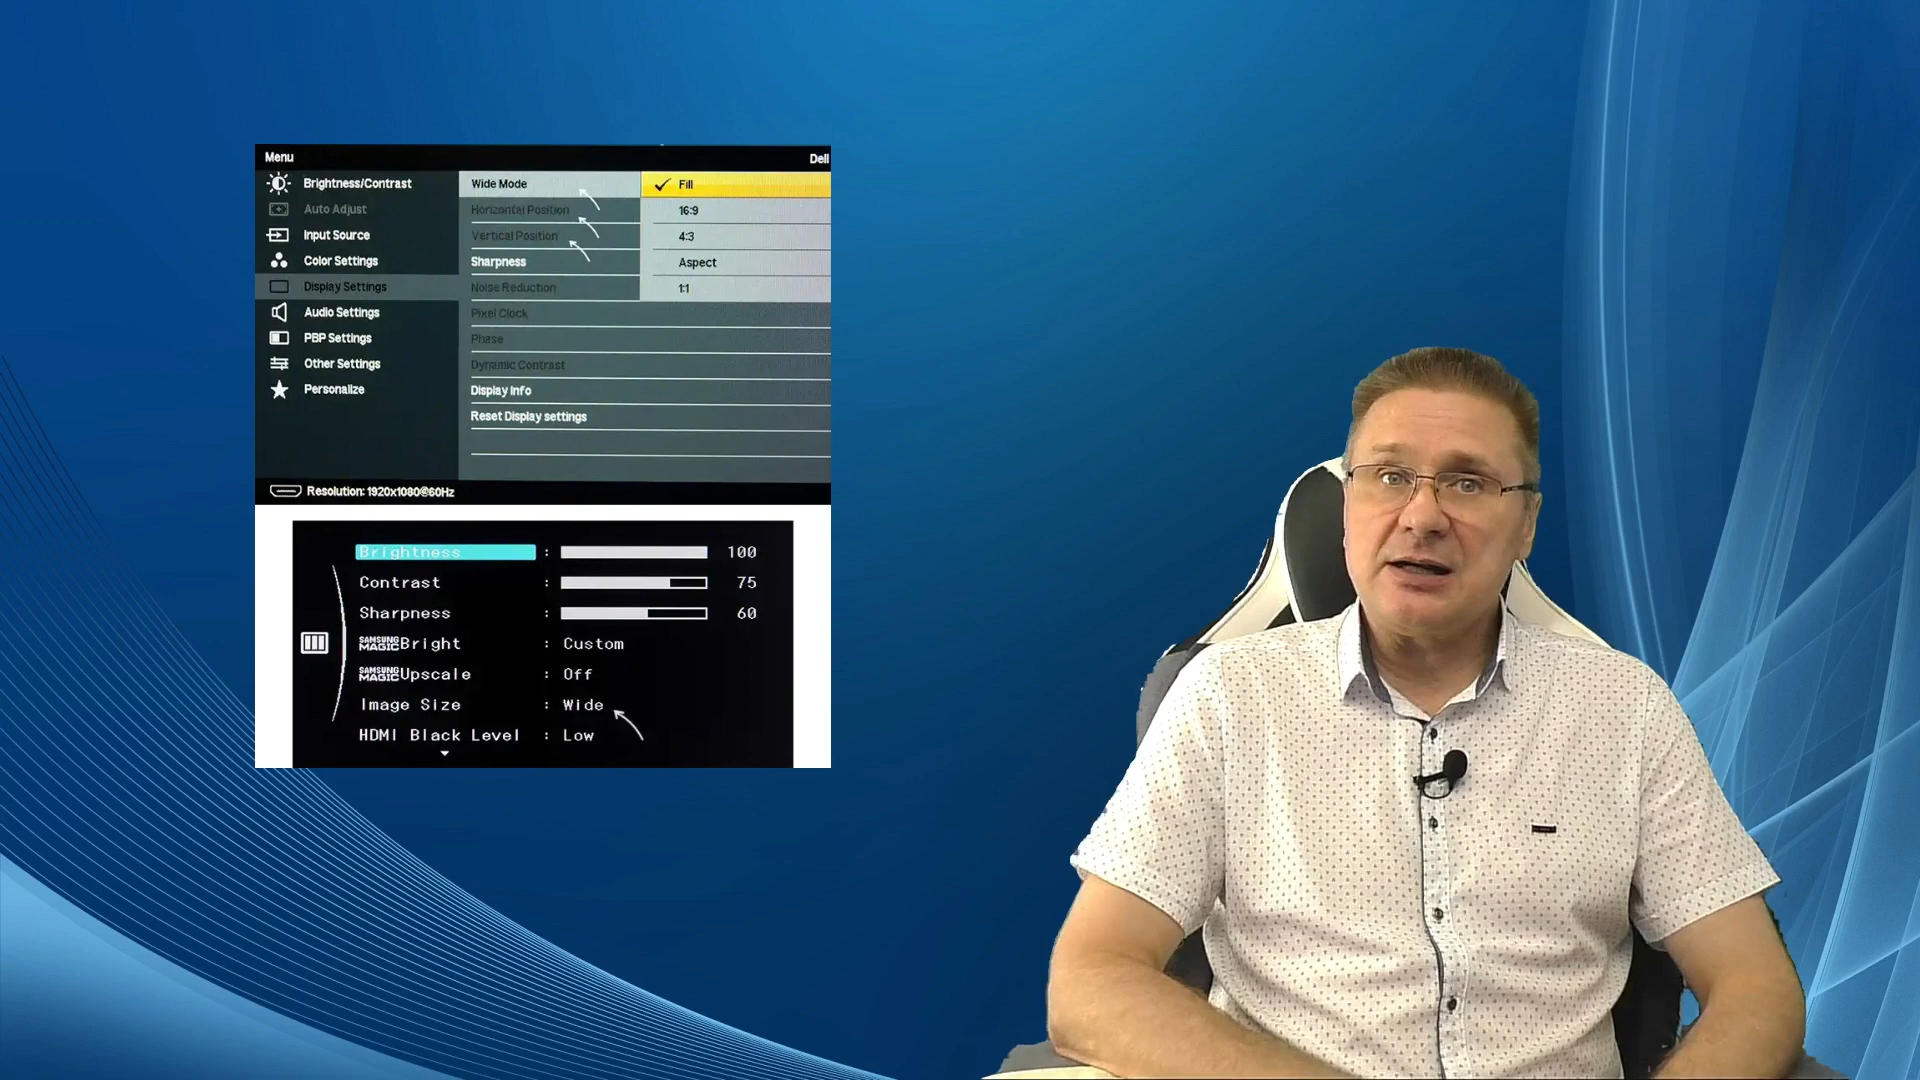 Menu
Dell
Brightness/Contrast
Auto Adjust
Input Source
Color Settings
Display Settings
Audio Settings
PBP Settings
Other Settings
Personalize
Wide Mode
Horizontal Position
Vertical Position
Sharpness
Noise Reduction
Pixel Clock
Phase
Dynamic Contrast
Display Info
Reset Display settings
Fill
16:9
4:3
Aspect
1:1
Resolution: 1920x1080@60Hz
Brightness : 100
Contrast : 75
Sharpness : 60
SAMSUNG MAGIC Bright : Custom
SAMSUNG MAGIC Upscale : Off
Image Size : Wide
HDMI Black Level : Low